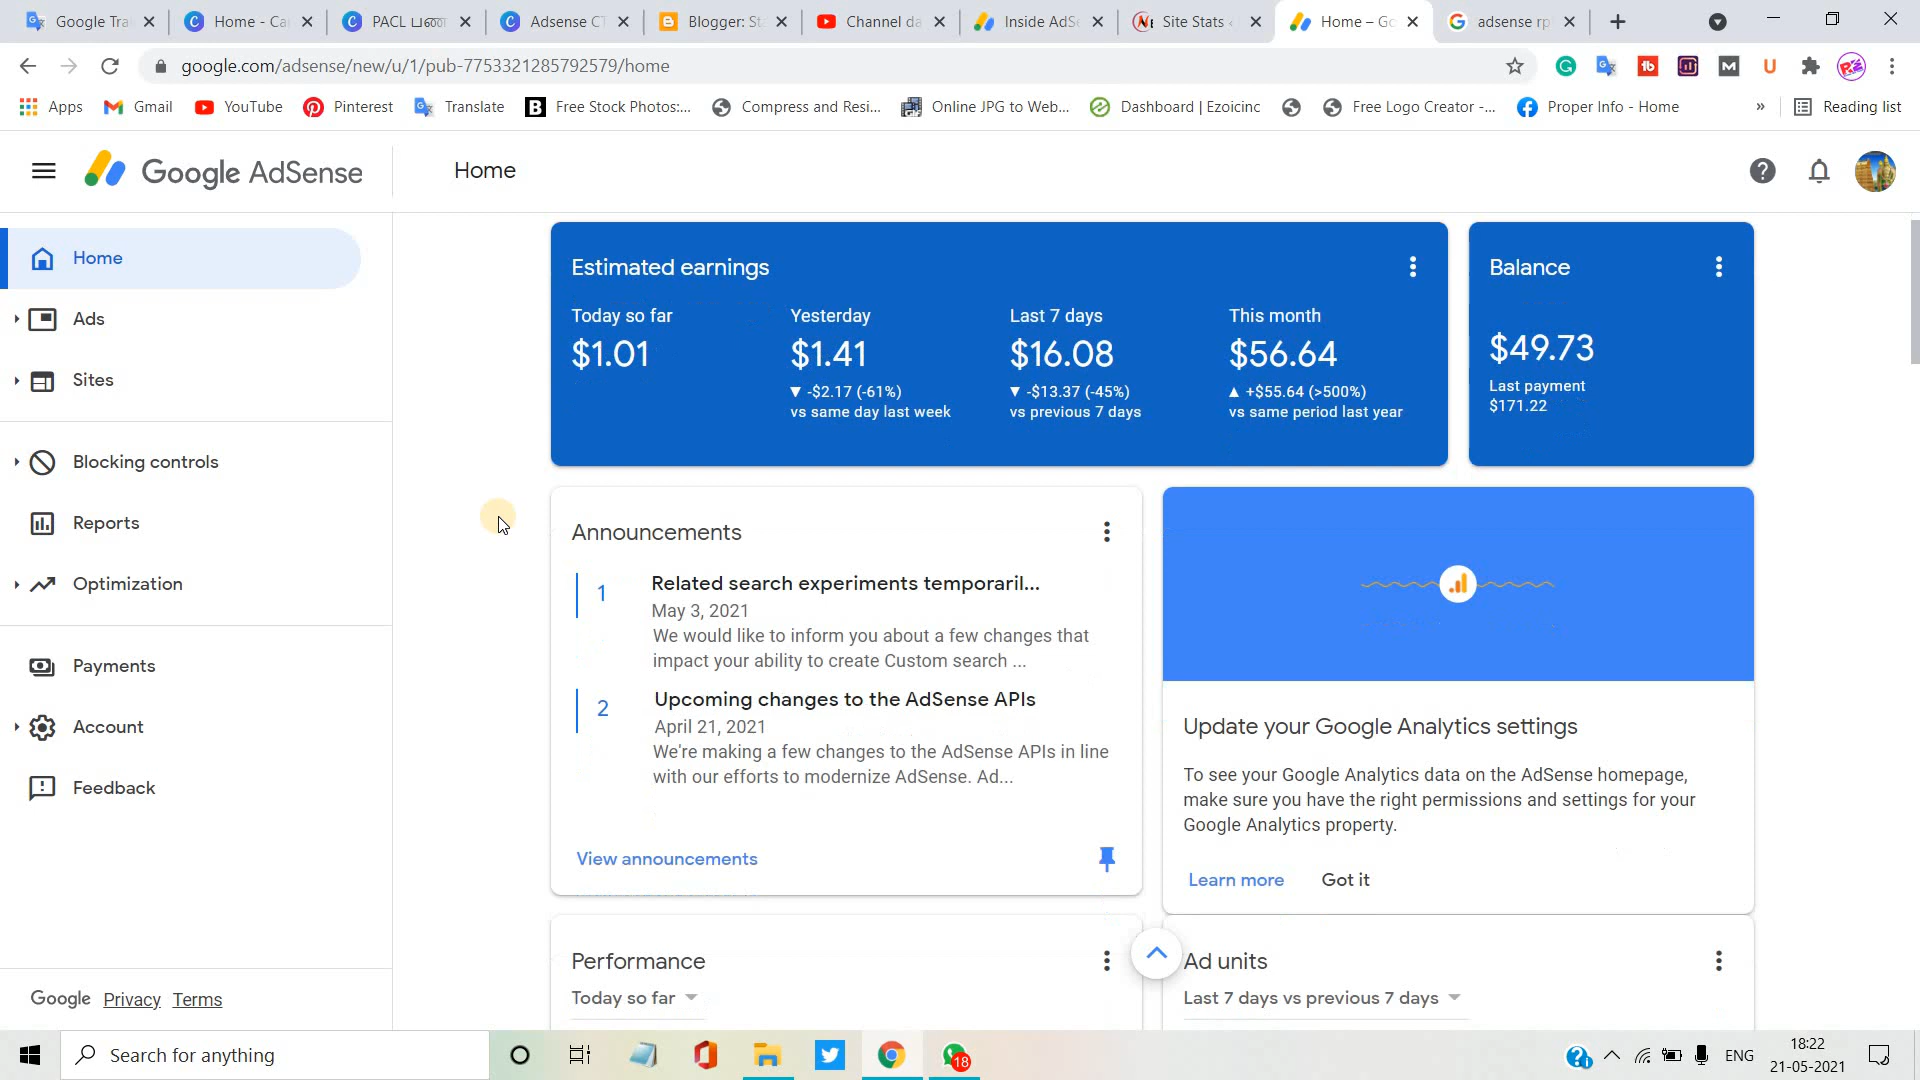 Google Tra
Home - Ca
PACL பண
Adsense CT
Blogger: St
Channel da
Inside AdSe
Site Stats
Home – Go
adsense rp
google.com/adsense/new/u/1/pub-7753321285792579/home
Apps
Gmail
YouTube
Pinterest
Translate
Free Stock Photos:...
Compress and Resi...
Online JPG to Web...
Dashboard | Ezoicinc
Free Logo Creator -...
Proper Info - Home
»
Reading list
Google AdSense
Home
Home
Ads
Sites
Blocking controls
Reports
Optimization
Payments
Account
Feedback
Google Privacy Terms
Estimated earnings
Today so far
$1.01
Yesterday
$1.41
▼ -$2.17 (-61%)
vs same day last week
Last 7 days
$16.08
▼ -$13.37 (-45%)
vs previous 7 days
This month
$56.64
▲ +$55.64 (>500%)
vs same period last year
Balance
$49.73
Last payment
$171.22
Announcements
1
Related search experiments temporaril...
May 3, 2021
We would like to inform you about a few changes that
impact your ability to create Custom search ...
2
Upcoming changes to the AdSense APIs
April 21, 2021
We're making a few changes to the AdSense APIs in line
with our efforts to modernize AdSense. Ad...
View announcements
Update your Google Analytics settings
To see your Google Analytics data on the AdSense homepage,
make sure you have the right permissions and settings for your
Google Analytics property.
Learn more
Got it
Performance
Today so far
Ad units
Last 7 days vs previous 7 days
Search for anything
18
ENG
18:22
21-05-2021